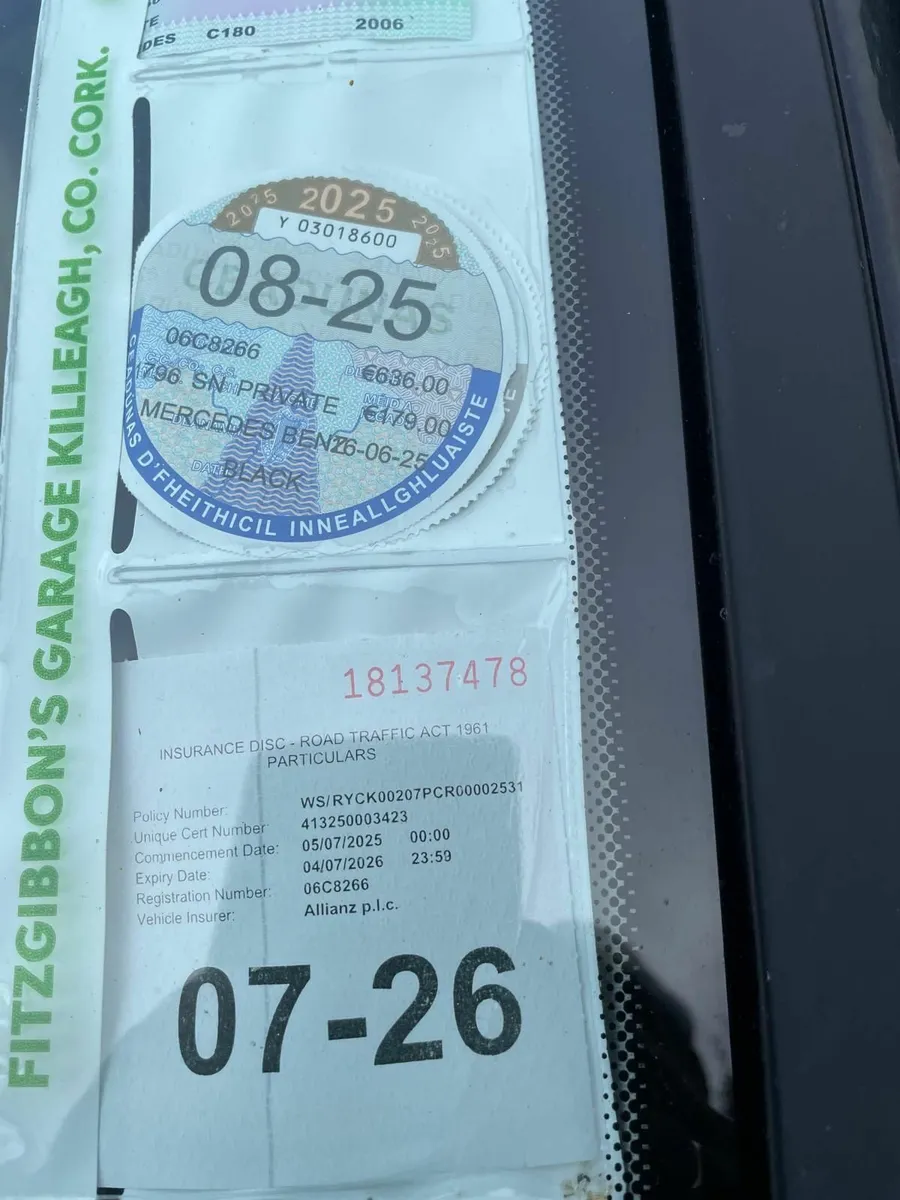 DES C180 2006
FITZGIBBON'S GARAGE KILLEAGH, CO. CORK.
2025 2025 2025
Y 03018600
08-25
06C8266
€636.00
1796 SN PRIVATE
€179.00
MERCEDES BENZ
26-06-25
BLACK
D'FHEITHICIL INNEALLGHLUAISTE
18137478
INSURANCE DISC - ROAD TRAFFIC ACT 1961
PARTICULARS
Policy Number: WS/RYCK00207PCR00002531
Unique Cert Number: 413250003423
Commencement Date: 05/07/2025 00:00
Expiry Date: 04/07/2026 23:59
Registration Number: 06C8266
Vehicle Insurer: Allianz p.l.c.
07-26